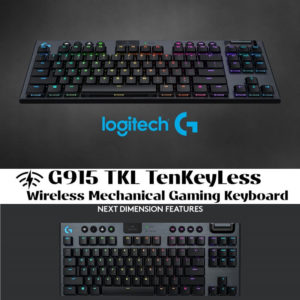 logitech G
G915 TKL TenKeyLess
Wireless Mechanical Gaming Keyboard
NEXT DIMENSION FEATURES